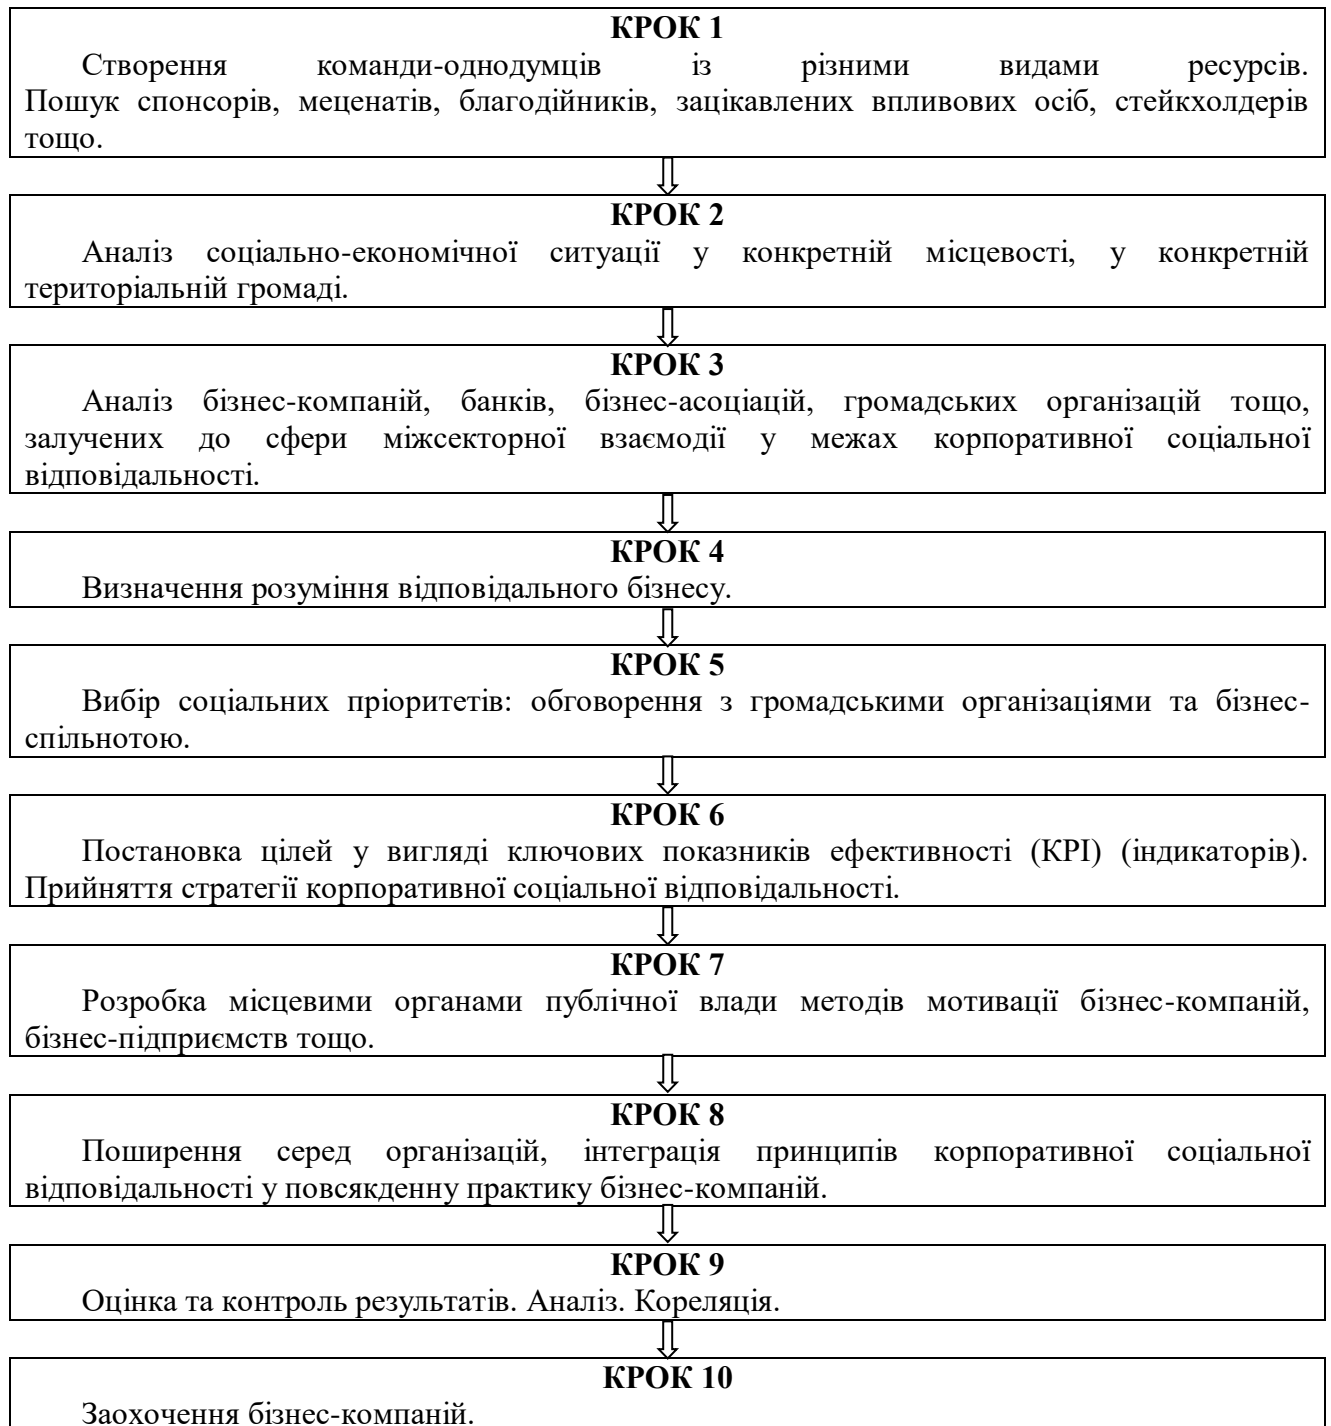 КРОК 1
Створення команди-однодумців із різними видами ресурсів.
Пошук спонсорів, меценатів, благодійників, зацікавлених впливових осіб, стейкхолдерів
тощо.
КРОК 2
Аналіз соціально-економічної ситуації у конкретній місцевості, у конкретній
територіальній громаді.
КРОК 3
Аналіз бізнес-компаній, банків, бізнес-асоціацій, громадських організацій тощо,
залучених до сфери міжсекторної взаємодії у межах корпоративної соціальної
відповідальності.
КРОК 4
Визначення розуміння відповідального бізнесу.
КРОК 5
Вибір соціальних пріоритетів: обговорення з громадськими організаціями та бізнес-
спільнотою.
КРОК 6
Постановка цілей у вигляді ключових показників ефективності (КРІ) (індикаторів).
Прийняття стратегії корпоративної соціальної відповідальності.
КРОК 7
Розробка місцевими органами публічної влади методів мотивації бізнес-компаній,
бізнес-підприємств тощо.
КРОК 8
Поширення серед організацій, інтеграція принципів корпоративної соціальної
відповідальності у повсякденну практику бізнес-компаній.
КРОК 9
Оцінка та контроль результатів. Аналіз. Кореляція.
КРОК 10
Заохочення бізнес-компаній.